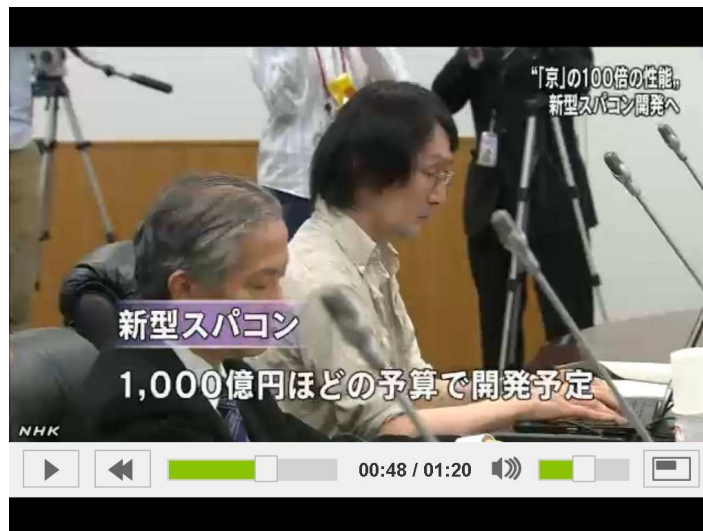 “「京」の100倍の性能„
新型スパコン開発へ
新型スパコン
1,000億円ほどの予算で開発予定
NHK
00:48 / 01:20